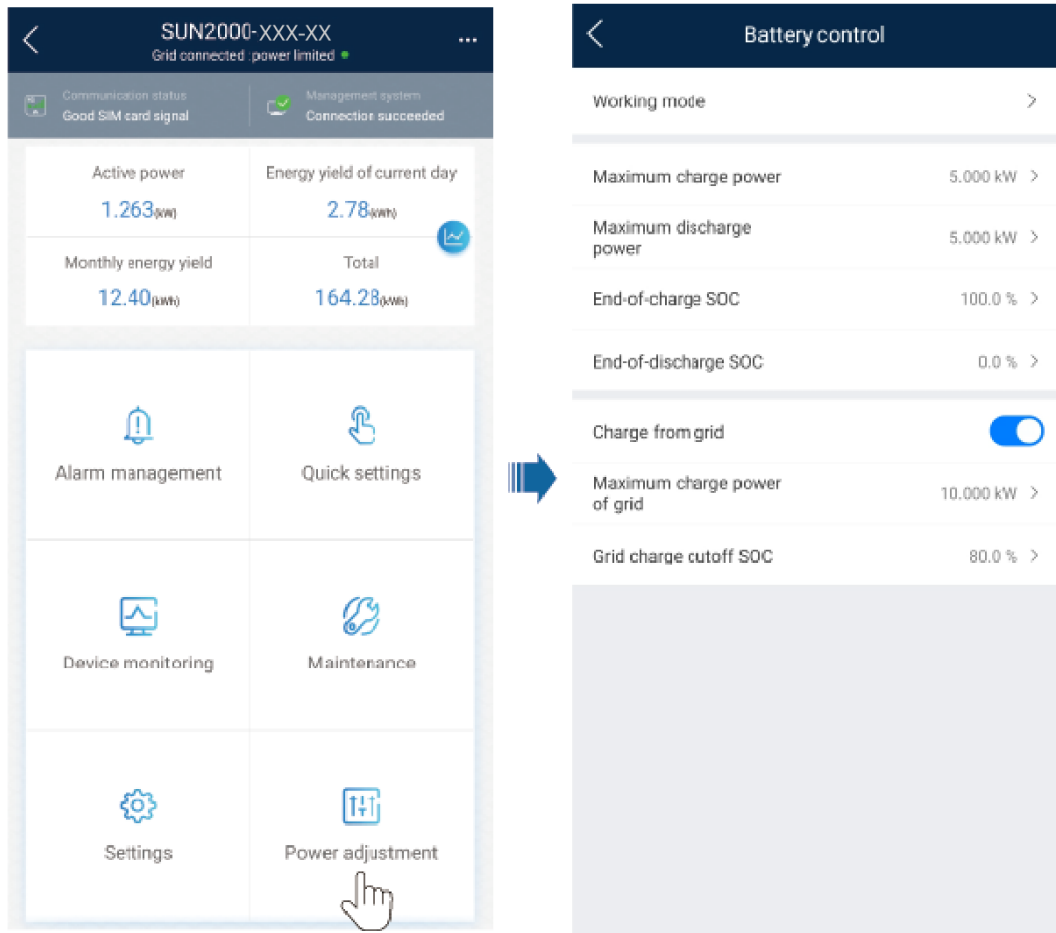 SUN2000-XXX-XX
Grid connected :power limited
Communication status
Good SIM card signal
Management system
Connection succeeded
Active power
1.263(kW)
Energy yield of current day
2.78(kWh)
Monthly energy yield
12.40(kWh)
Total
164.28(kWh)
Alarm management
Quick settings
Device monitoring
Maintenance
Settings
Power adjustment
Battery control
Working mode
Maximum charge power
5.000 kW
Maximum discharge
power
5.000 kW
End-of-charge SOC
100.0 %
End-of-discharge SOC
0.0 %
Charge from grid
Maximum charge power
of grid
10.000 kW
Grid charge cutoff SOC
80.0 %